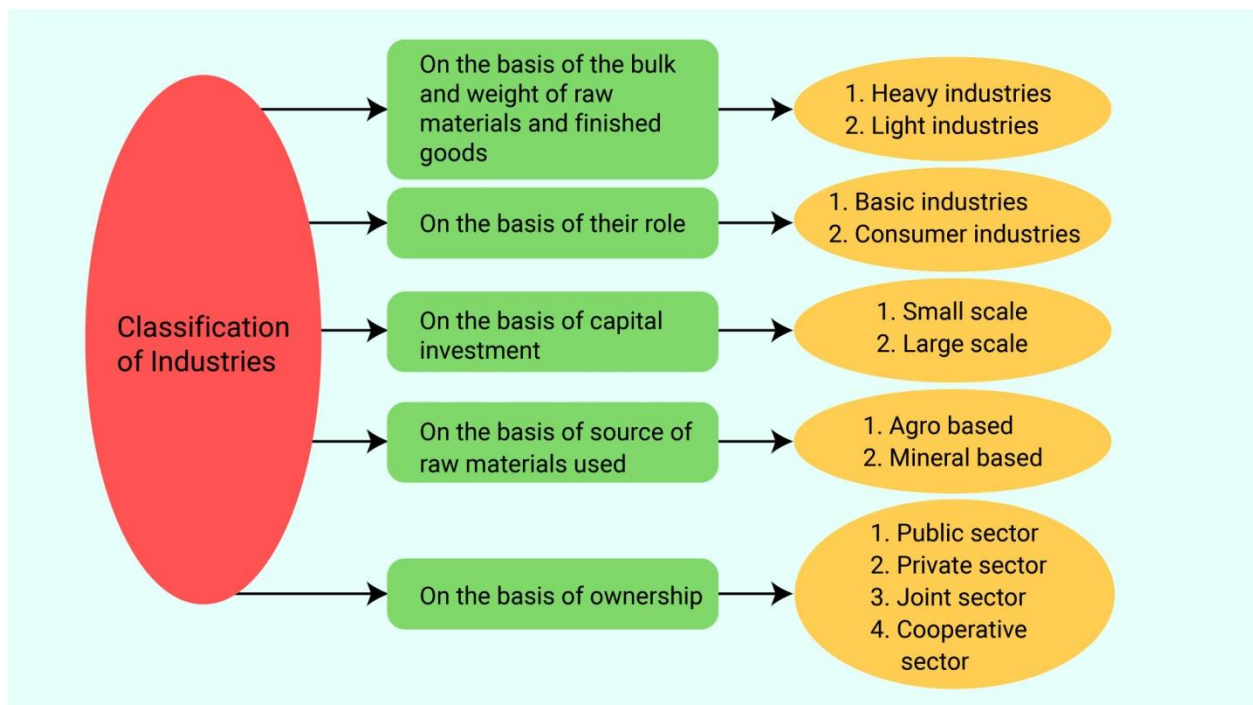 Classification
of Industries
On the basis of the bulk
and weight of raw
materials and finished
goods
1. Heavy industries
2. Light industries
On the basis of their role
1. Basic industries
2. Consumer industries
On the basis of capital
investment
1. Small scale
2. Large scale
On the basis of source of
raw materials used
1. Agro based
2. Mineral based
On the basis of ownership
1. Public sector
2. Private sector
3. Joint sector
4. Cooperative
sector